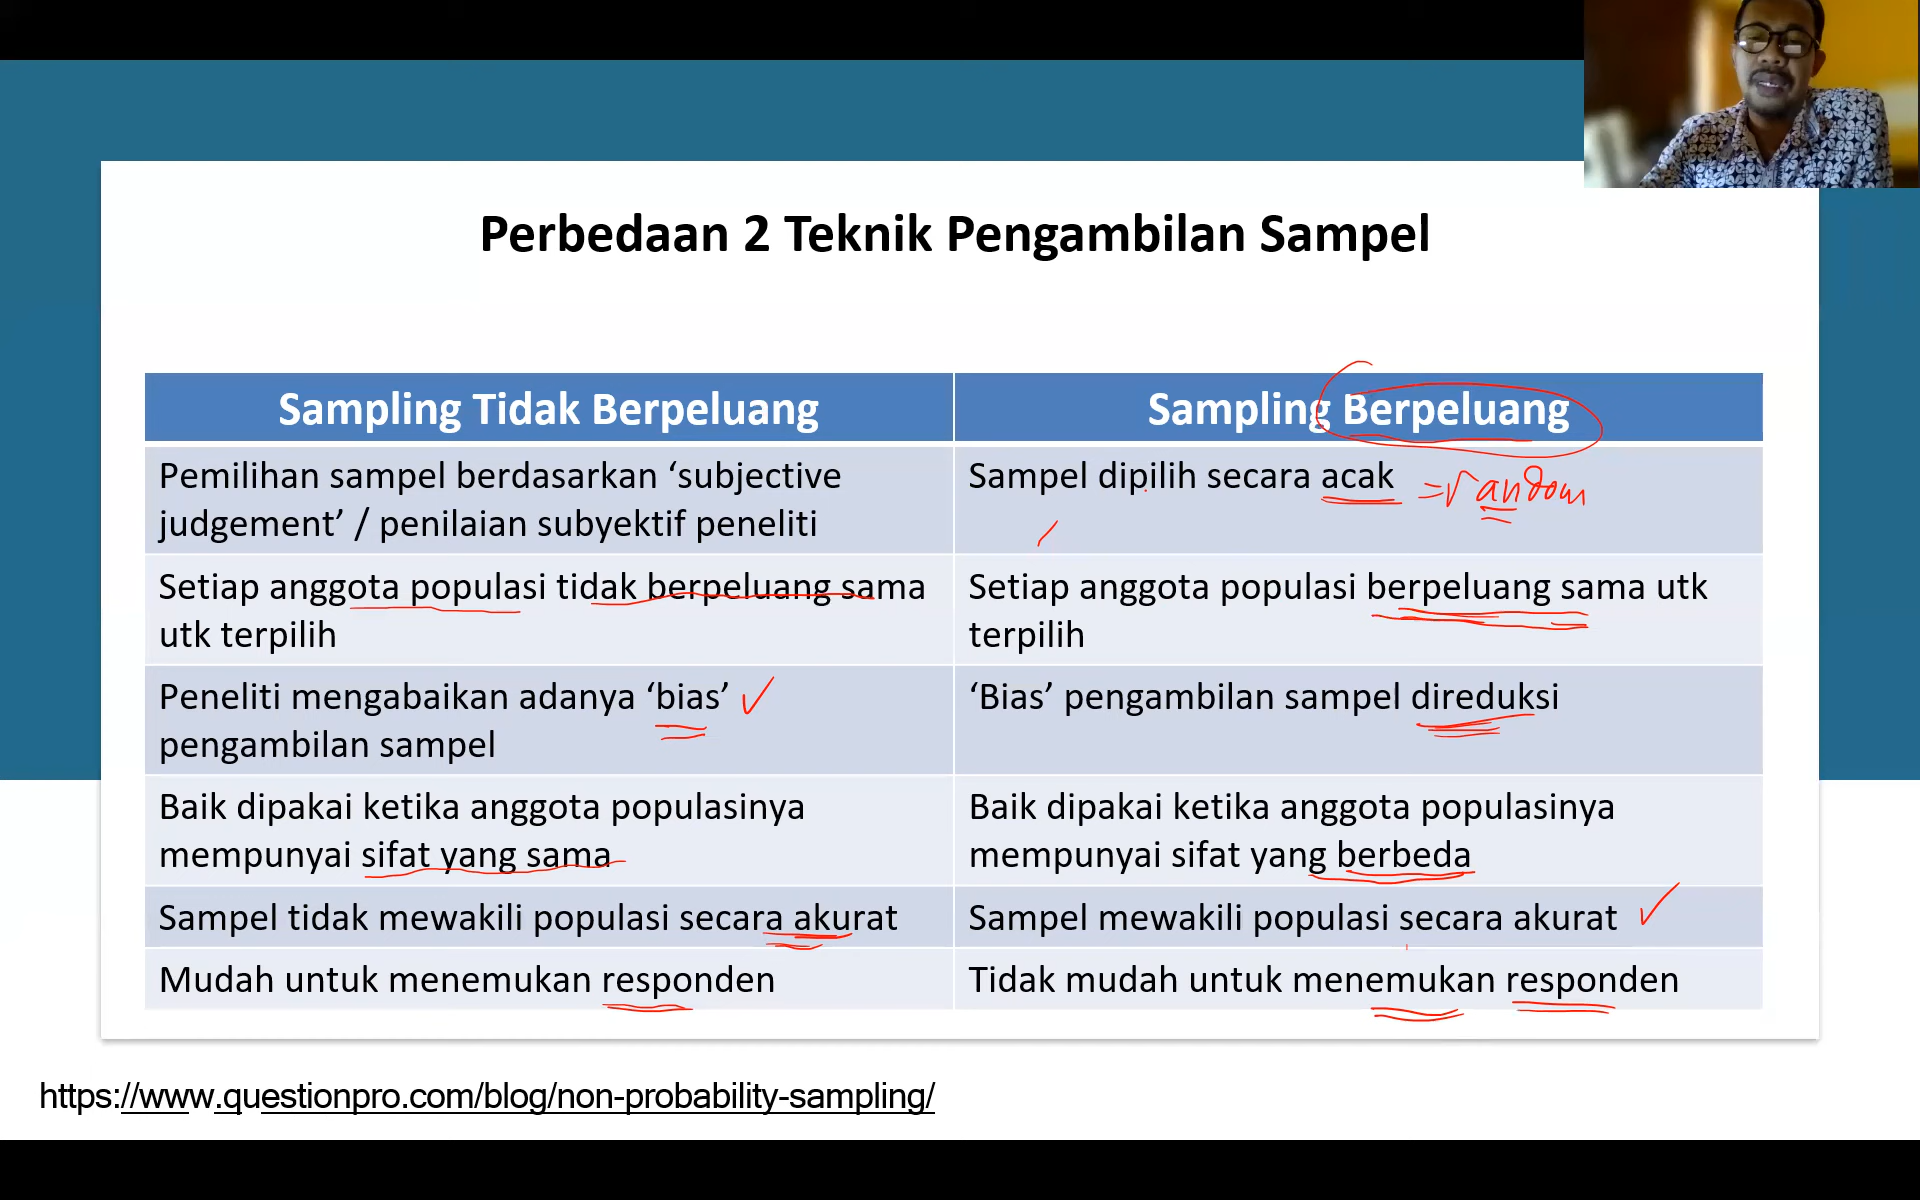 Perbedaan 2 Teknik Pengambilan Sampel
Sampling Tidak Berpeluang
Sampling Berpeluang
Pemilihan sampel berdasarkan ‘subjective
judgement’ / penilaian subyektif peneliti
Sampel dipilih secara acak = random
Setiap anggota populasi tidak berpeluang sama
utk terpilih
Setiap anggota populasi berpeluang sama utk
terpilih
Peneliti mengabaikan adanya ‘bias’
pengambilan sampel
‘Bias’ pengambilan sampel direduksi
Baik dipakai ketika anggota populasinya
mempunyai sifat yang sama
Baik dipakai ketika anggota populasinya
mempunyai sifat yang berbeda
Sampel tidak mewakili populasi secara akurat
Sampel mewakili populasi secara akurat
Mudah untuk menemukan responden
Tidak mudah untuk menemukan responden
https://www.questionpro.com/blog/non-probability-sampling/